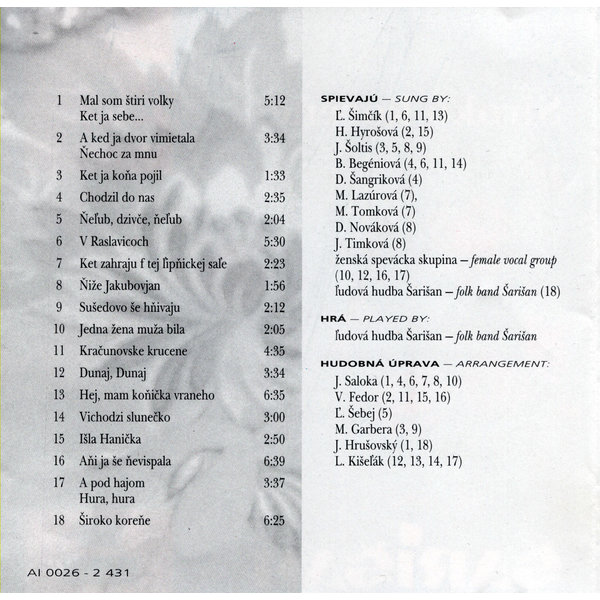 1 Mal som štiri volky 5:12
Ket ja sebe...
2 A ked ja dvor vimietala 3:34
Ňechoc za mnu
3 Ket ja koňa pojil 1:33
4 Chodzil do nas 2:35
5 Ňeľub, dzivče, ňeľub 2:04
6 V Raslavicoch 5:30
7 Ket zahraju f tej ľipňickej saľe 2:23
8 Ňiže Jakubovjan 1:56
9 Sušedovo še hňivaju 2:12
10 Jedna žena muža bila 2:05
11 Kračunovske krucene 4:35
12 Dunaj, Dunaj 3:34
13 Hej, mam koňička vraneho 6:35
14 Vichodzi slunečko 3:00
15 Išla Hanička 2:50
16 Aňi ja še ňevispala 6:39
17 A pod hajom 3:37
Hura, hura
18 Široko koreňe 6:25
AI 0026 - 2 431
SPIEVAJÚ – SUNG BY:
Ľ. Šimčík (1, 6, 11, 13)
H. Hyrošová (2, 15)
J. Šoltis (3, 5, 8, 9)
B. Begéniová (4, 6, 11, 14)
D. Šangriková (4)
M. Lazúrová (7),
M. Tomková (7)
D. Nováková (8)
J. Timková (8)
ženská spevácka skupina – female vocal group
(10, 12, 16, 17)
ľudová hudba Šarišan – folk band Šarišan (18)
HRÁ – PLAYED BY:
ľudová hudba Šarišan – folk band Šarišan
HUDOBNÁ ÚPRAVA – ARRANGEMENT:
J. Saloka (1, 4, 6, 7, 8, 10)
V. Fedor (2, 11, 15, 16)
Ľ. Šebej (5)
M. Garbera (3, 9)
J. Hrušovský (1, 18)
L. Kišeľák (12, 13, 14, 17)